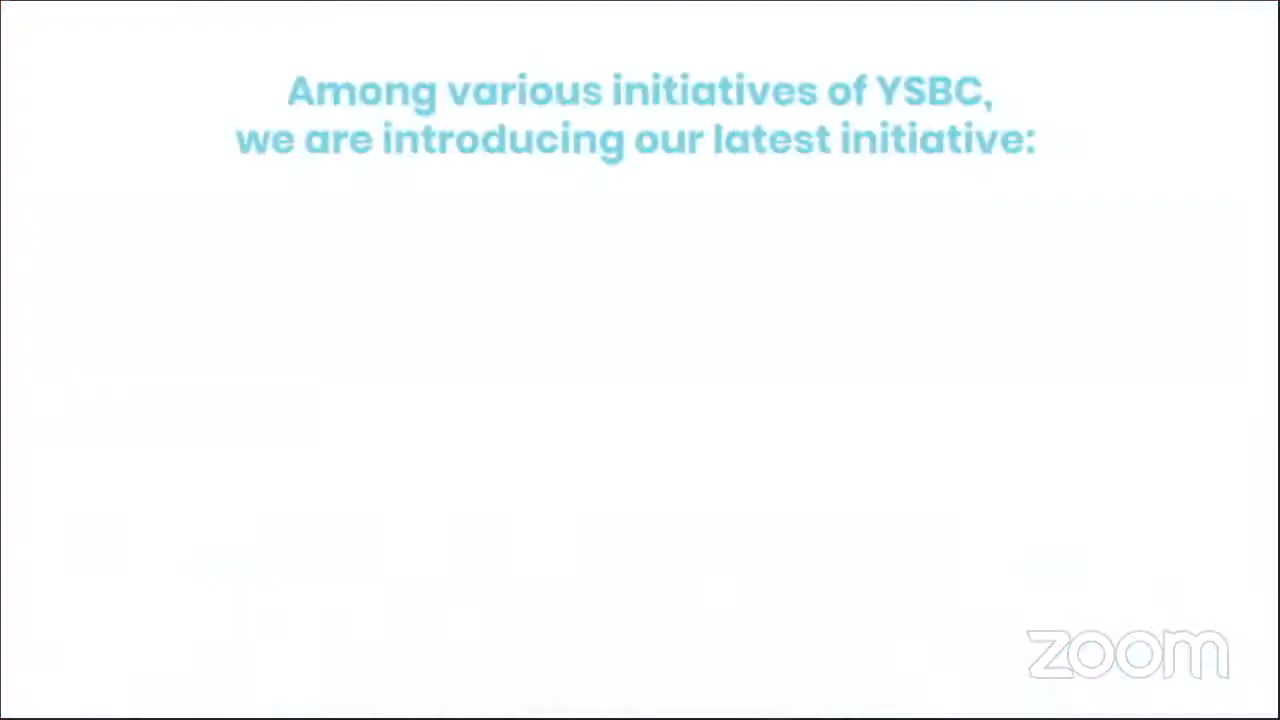 Among various initiatives of YSBC,
we are introducing our latest initiative:
zoom